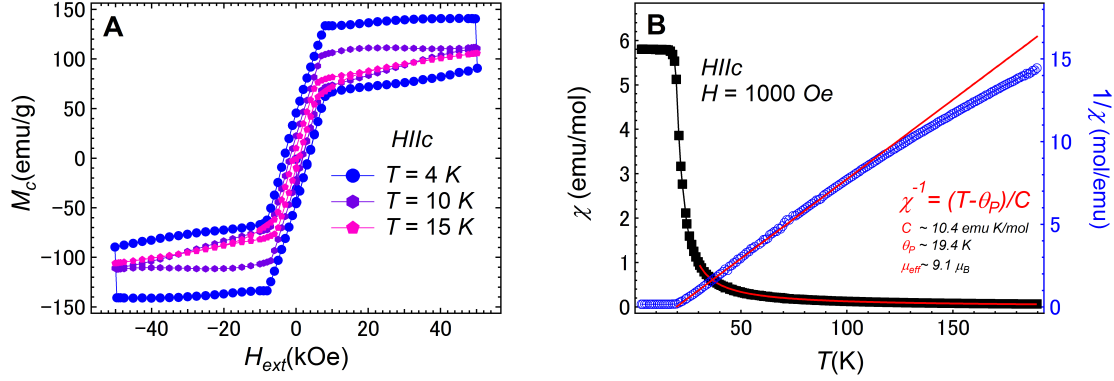 A
150
100
50
0
−50
−100
−150
M_c(emu/g)
HIIc
T = 4 K
T = 10 K
T = 15 K
−40 −20 0 20 40
H_ext(kOe)
B
6
5
4
3
2
1
0
χ (emu/mol)
HIIc
H = 1000 Oe
χ⁻¹ = (T-θ_P)/C
C ~ 10.4 emu K/mol
θ_P ~ 19.4 K
μ_eff~ 9.1 μ_B
50 100 150
T(K)
15
10
5
0
1/χ (mol/emu)